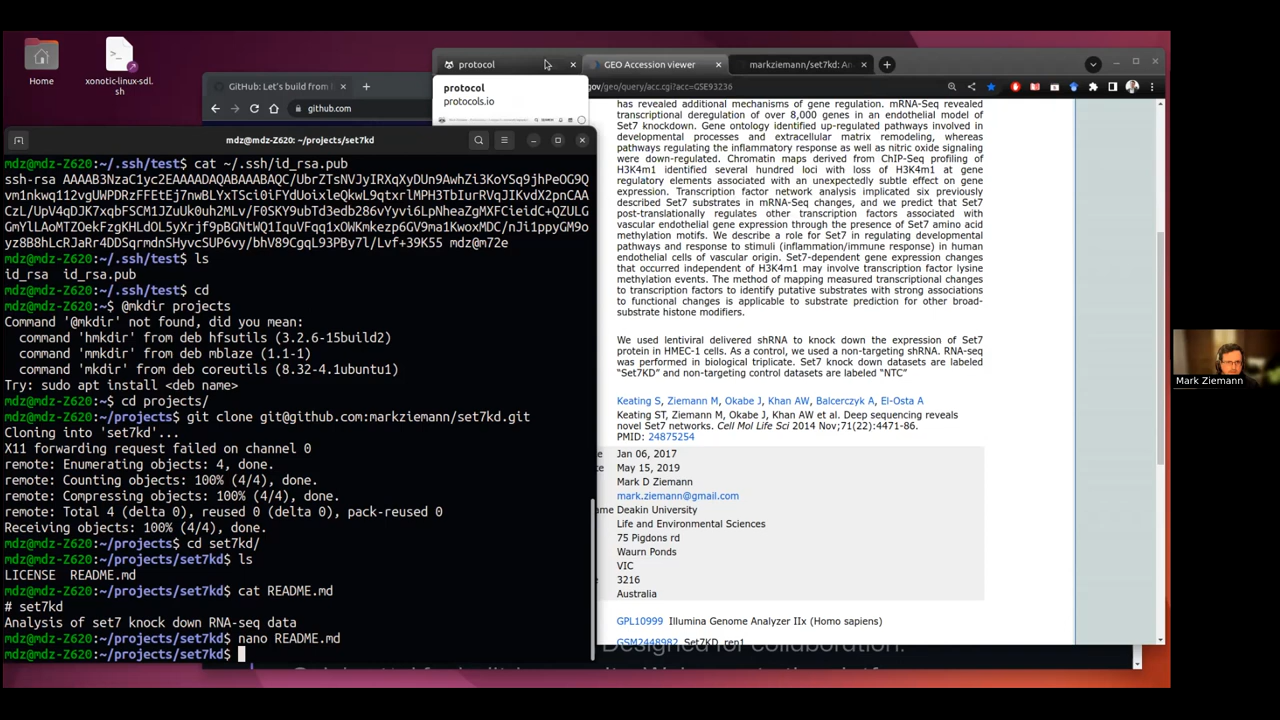 Home
xonotic-linux-sdl.
sh
GitHub: Let's build from
github.com
protocol
GEO Accession viewer
markziemann/set7kd: An
protocol
protocols.io
gov/geo/query/acc.cgi?acc=GSE93236
mdz@mdz-Z620: ~/projects/set7kd
mdz@mdz-Z620:~/.ssh/test$ cat ~/.ssh/id_rsa.pub
ssh-rsa AAAAB3NzaC1yc2EAAAADAQABAAABAQC/UbrZTsNVJyIRXqXyDUn9AwhZi3KoYSq9jhPeOG9Q
vm1nkwq112vgUWPDRzFFEtEj7nwBLYxTSci0iFYdUoixleQkwL9qtxrlMPH3TbIurTNLvRJQJIKvdX2pnCAA
CzL/UpV4qDJK7xqbFSCM1JZuUk0uh2MLv/F0SKY9ubTd3edb286vYyvi6LpNheaZgMXFCieidC+QZULG
mdz@m72e
mdz@mdz-Z620:~/.ssh/test$ ls
id_rsa id_rsa.pub
mdz@mdz-Z620:~/.ssh/test$ cd
mdz@mdz-Z620:~$ @mkdir projects
Command '@mkdir' not found, did you mean:
command 'hmkdir' from deb hfsutils (3.2.6-15build2)
command 'mmkdir' from deb mblaze (1.1-1)
command 'mkdir' from deb coreutils (8.32-4.1ubuntu1)
Try: sudo apt install <deb name>
mdz@mdz-Z620:~$ cd projects/
mdz@mdz-Z620:~/projects$ git clone git@github.com:markziemann/set7kd.git
Cloning into 'set7kd'...
X11 forwarding request failed on channel 0
remote: Enumerating objects: 4, done.
remote: Counting objects: 100% (4/4), done.
remote: Compressing objects: 100% (4/4), done.
remote: Total 4 (delta 0), reused 0 (delta 0), pack-reused 0
Receiving objects: 100% (4/4), done.
mdz@mdz-Z620:~/projects$ cd set7kd/
mdz@mdz-Z620:~/projects/set7kd$ ls
LICENSE README.md
mdz@mdz-Z620:~/projects/set7kd$ cat README.md
# set7kd
Analysis of set7 knock down RNA-seq data
mdz@mdz-Z620:~/projects/set7kd$ nano README.md
mdz@mdz-Z620:~/projects/set7kd$
has revealed additional mechanisms of gene regulation. mRNA-Seq revealed
transcriptional deregulation of over 8,000 genes in an endothelial model of
Set7 knockdown. Gene ontology identified up-regulated pathways involved in
developmental processes and extracellular matrix remodeling, whereas
pathways regulating the inflammatory response as well as nitric oxide signaling
were down-regulated. Chromatin maps derived from ChIP-Seq profiling of
H3K4m1 identified several hundred loci with loss of H3K4m1 at gene
regulatory elements associated with an unexpectedly subtle effect on gene
expression. Transcription factor network analysis implicated six previously
described Set7 substrates in mRNA-Seq changes, and we predict that Set7
post-translationally regulates other transcription factors associated with
vascular endothelial gene expression through the presence of Set7 amino acid
methylation motifs. We describe a role for Set7 in regulating developmental
pathways and response to stimuli (inflammation/immune response) in human
endothelial cells of vascular origin. Set7-dependent gene expression changes
that occurred independent of H3K4m1 may involve transcription factor lysine
methylation events. The method of mapping measured transcriptional changes
to transcription factors to identify putative substrates with strong associations
to functional changes is applicable to substrate prediction for other broad-
substrate histone modifiers.
We used lentiviral delivered shRNA to knock down the expression of Set7
protein in HMEC-1 cells. As a control, we used a non-targeting shRNA. RNA-seq
was performed in biological triplicate. Set7 knock down datasets are labeled
"Set7KD" and non-targeting control datasets are labeled "NTC"
Keating S, Ziemann M, Okabe J, Khan AW, Balcerczyk A, El-Osta A
Keating ST, Ziemann M, Okabe J, Khan AW et al. Deep sequencing reveals
novel Set7 networks. Cell Mol Life Sci 2014 Nov;71(22):4471-86.
PMID: 24875254
Jan 06, 2017
May 15, 2019
Mark D Ziemann
mark.ziemann@gmail.com
ame Deakin University
Life and Environmental Sciences
75 Pigdons rd
Waurn Ponds
VIC
3216
Australia
GPL10999 Illumina Genome Analyzer IIx (Homo sapiens)
GSM2448982 Set7KD_rep1
Designed for collaboration.
Mark Ziemann